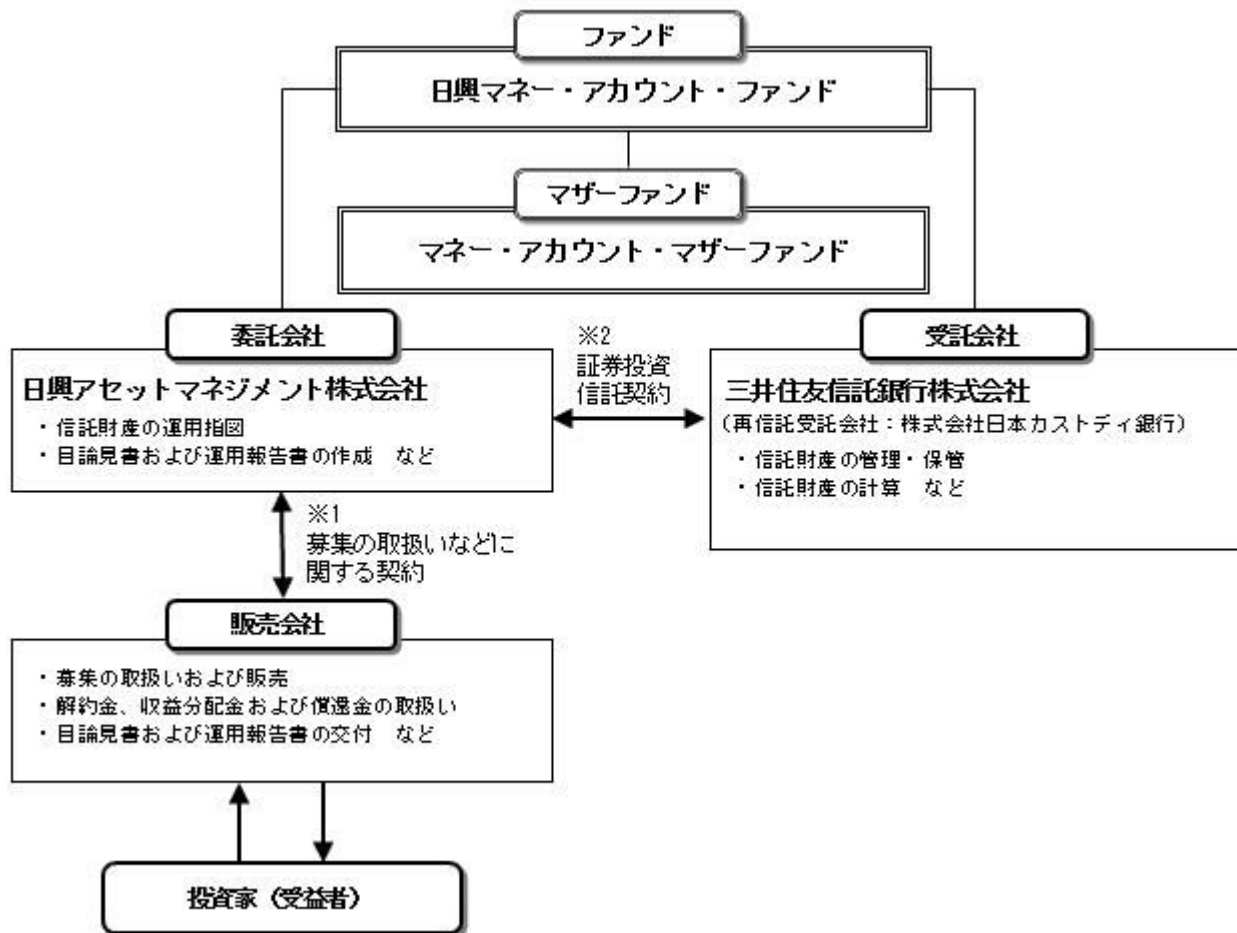 ファンド
日興マネー・アカウント・ファンド
マザーファンド
マネー・アカウント・マザーファンド
委託会社
日興アセットマネジメント株式会社
・信託財産の運用指図
・目論見書および運用報告書の作成　など
※2
証券投資
信託契約
受託会社
三井住友信託銀行株式会社
(再信託受託会社：株式会社日本カストディ銀行)
・信託財産の管理・保管
・信託財産の計算　など
※1
募集の取扱いなどに
関する契約
販売会社
・募集の取扱いおよび販売
・解約金、収益分配金および償還金の取扱い
・目論見書および運用報告書の交付　など
投資家（受益者）